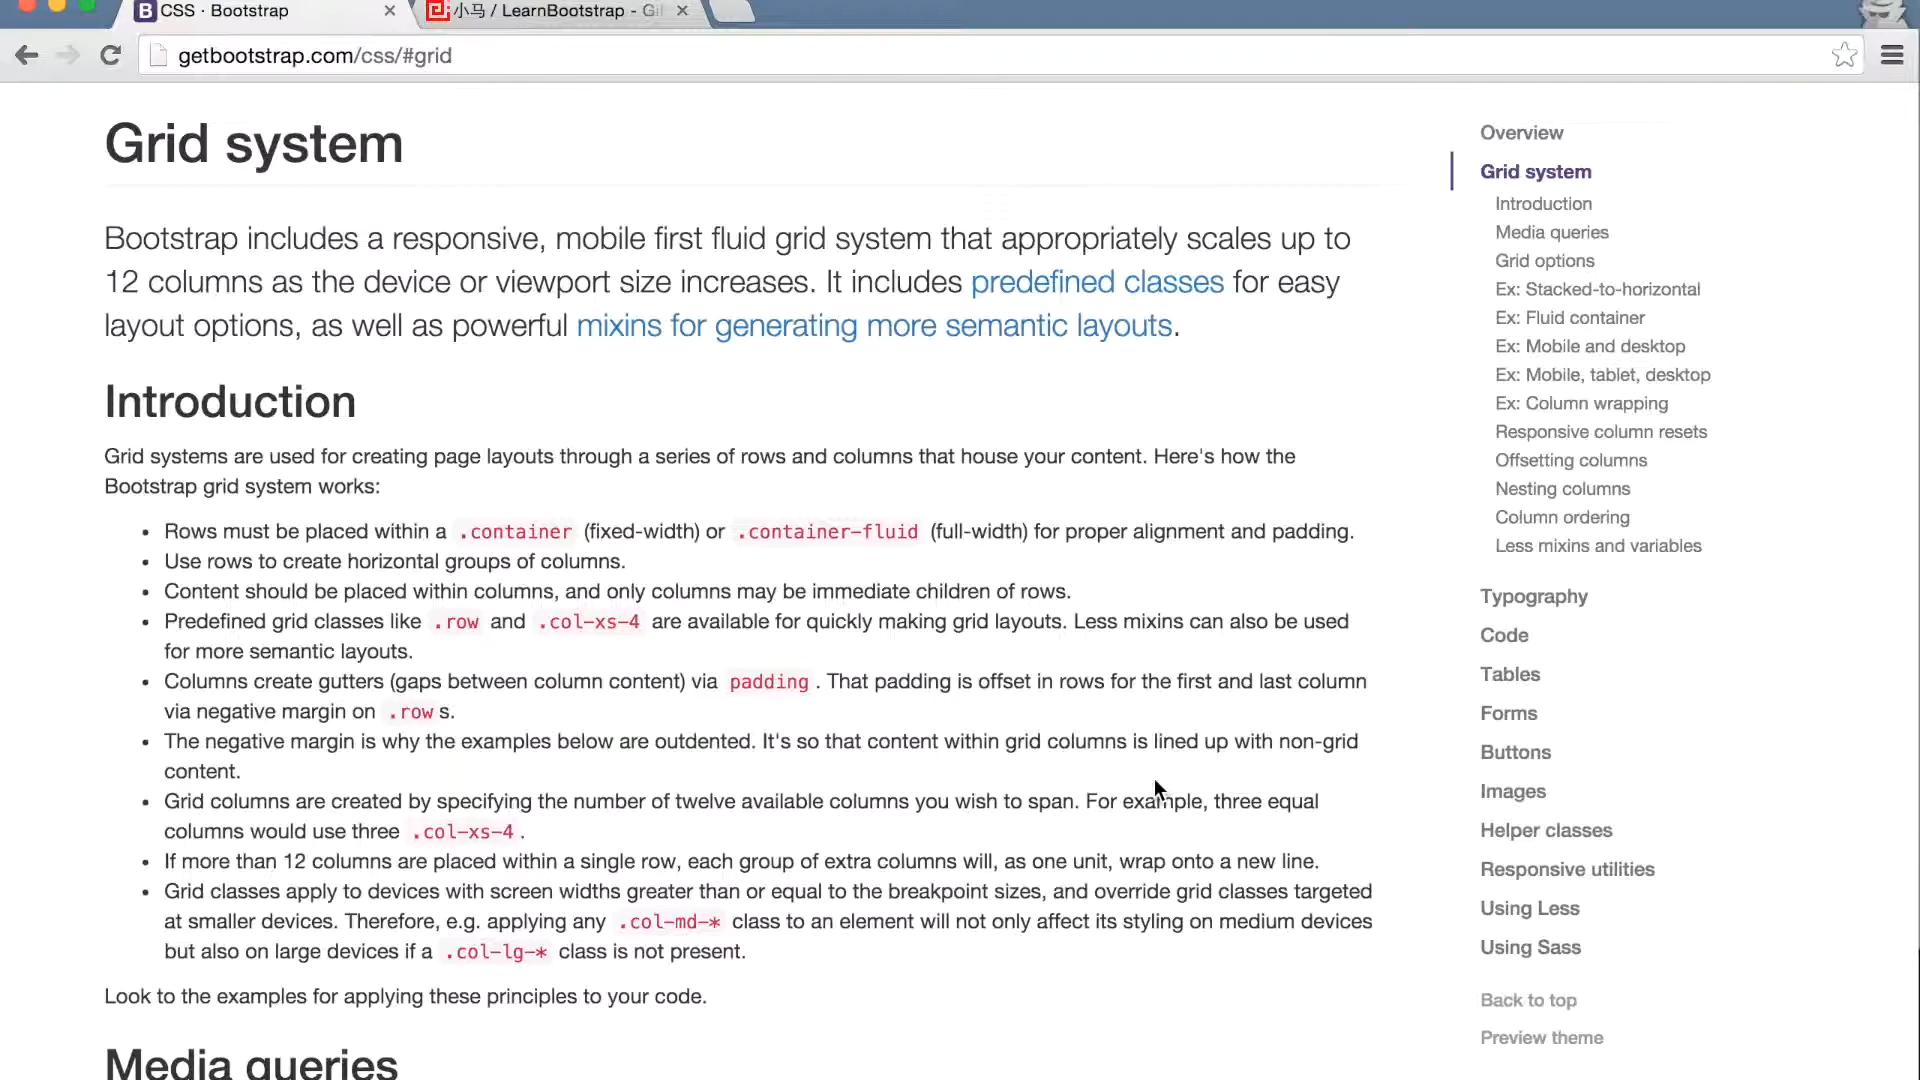 CSS · Bootstrap
小马 / LearnBootstrap - Gi
getbootstrap.com/css/#grid
Grid system
Bootstrap includes a responsive, mobile first fluid grid system that appropriately scales up to
12 columns as the device or viewport size increases. It includes predefined classes for easy
layout options, as well as powerful mixins for generating more semantic layouts.
Introduction
Grid systems are used for creating page layouts through a series of rows and columns that house your content. Here's how the
Bootstrap grid system works:
• Rows must be placed within a .container (fixed-width) or .container-fluid (full-width) for proper alignment and padding.
• Use rows to create horizontal groups of columns.
• Content should be placed within columns, and only columns may be immediate children of rows.
• Predefined grid classes like .row and .col-xs-4 are available for quickly making grid layouts. Less mixins can also be used
for more semantic layouts.
• Columns create gutters (gaps between column content) via padding . That padding is offset in rows for the first and last column
via negative margin on .row s.
• The negative margin is why the examples below are outdented. It's so that content within grid columns is lined up with non-grid
content.
• Grid columns are created by specifying the number of twelve available columns you wish to span. For example, three equal
columns would use three .col-xs-4 .
• If more than 12 columns are placed within a single row, each group of extra columns will, as one unit, wrap onto a new line.
• Grid classes apply to devices with screen widths greater than or equal to the breakpoint sizes, and override grid classes targeted
at smaller devices. Therefore, e.g. applying any .col-md-* class to an element will not only affect its styling on medium devices
but also on large devices if a .col-lg-* class is not present.
Look to the examples for applying these principles to your code.
Media queries
Overview
Grid system
Introduction
Media queries
Grid options
Ex: Stacked-to-horizontal
Ex: Fluid container
Ex: Mobile and desktop
Ex: Mobile, tablet, desktop
Ex: Column wrapping
Responsive column resets
Offsetting columns
Nesting columns
Column ordering
Less mixins and variables
Typography
Code
Tables
Forms
Buttons
Images
Helper classes
Responsive utilities
Using Less
Using Sass
Back to top
Preview theme